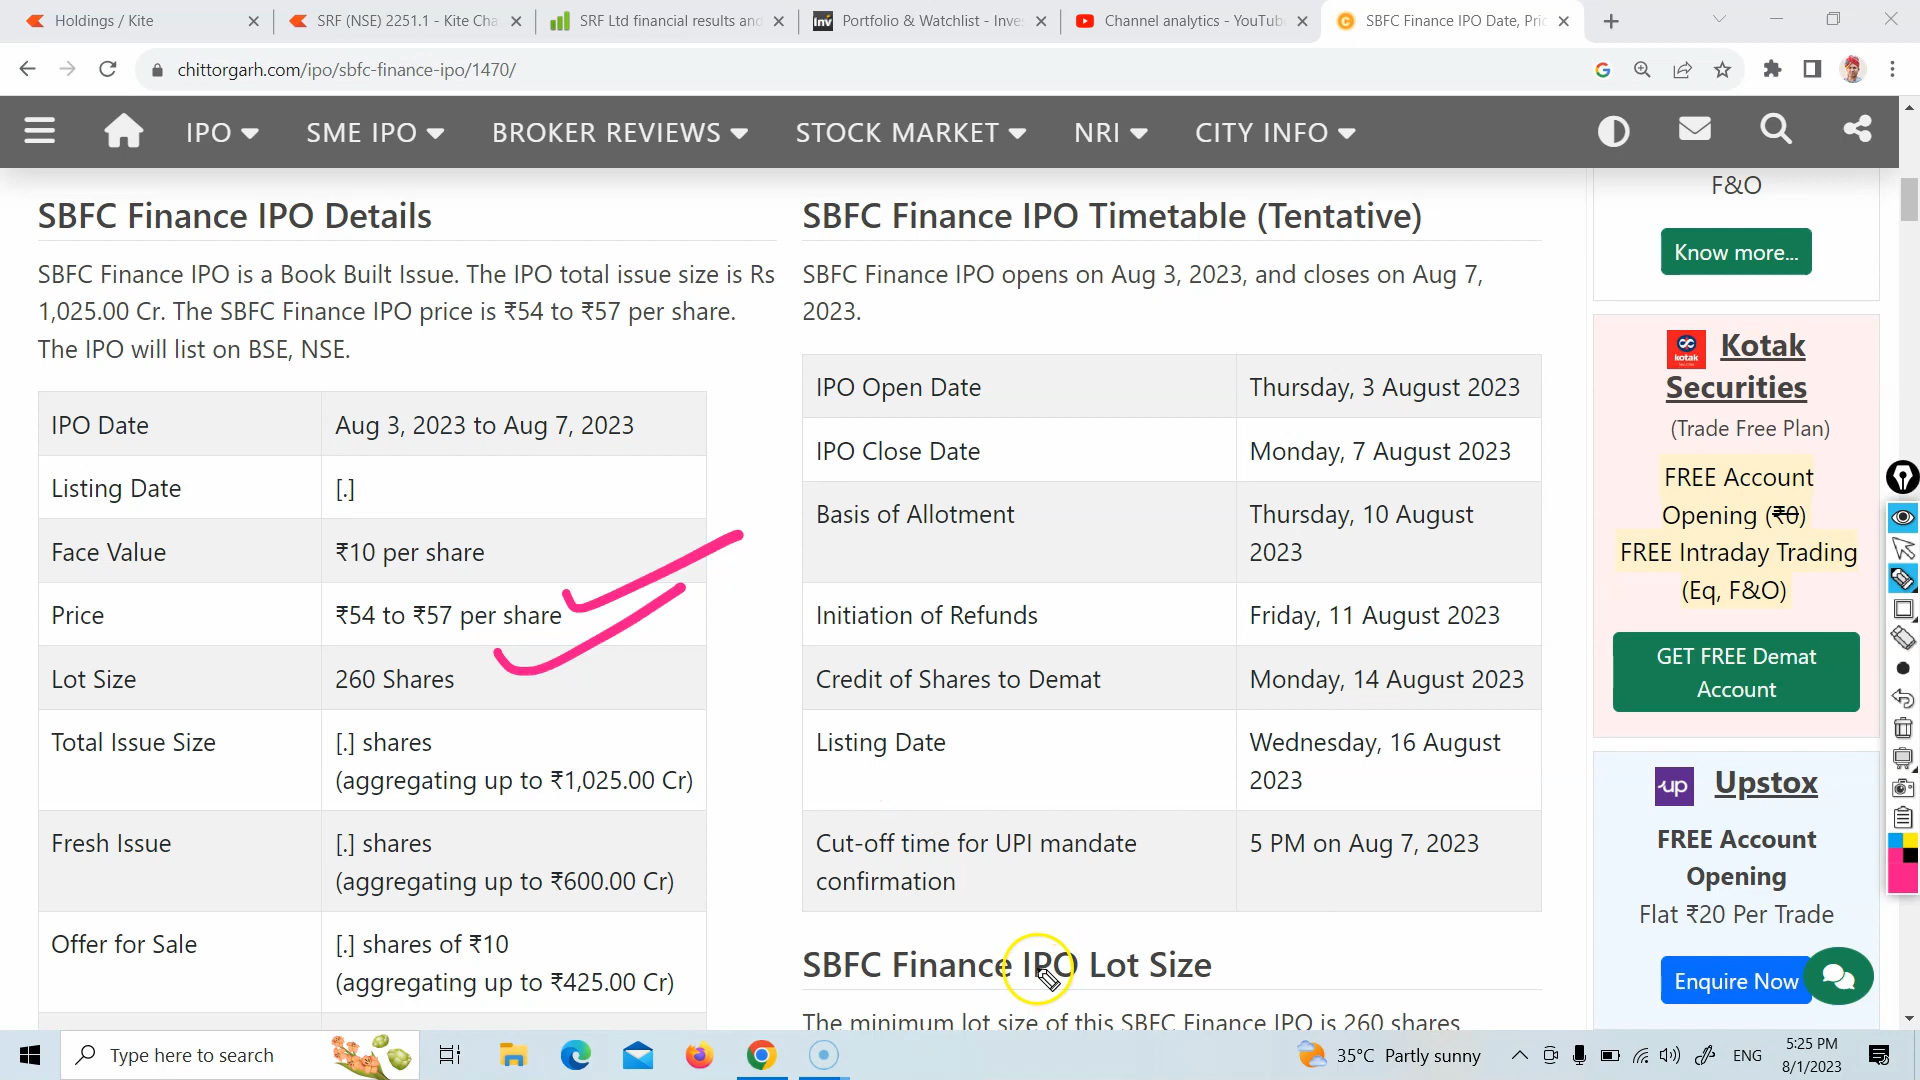 Holdings / Kite
SRF (NSE) 2251.1 - Kite Cha
SRF Ltd financial results and
Portfolio & Watchlist - Inve
Channel analytics - YouTub
SBFC Finance IPO Date, Pric
chittorgarh.com/ipo/sbfc-finance-ipo/1470/
IPO
SME IPO
BROKER REVIEWS
STOCK MARKET
NRI
CITY INFO
SBFC Finance IPO Details
SBFC Finance IPO is a Book Built Issue. The IPO total issue size is Rs
1,025.00 Cr. The SBFC Finance IPO price is ₹54 to ₹57 per share.
The IPO will list on BSE, NSE.
IPO Date Aug 3, 2023 to Aug 7, 2023
Listing Date [.]
Face Value ₹10 per share
Price ₹54 to ₹57 per share
Lot Size 260 Shares
Total Issue Size [.] shares
(aggregating up to ₹1,025.00 Cr)
Fresh Issue [.] shares
(aggregating up to ₹600.00 Cr)
Offer for Sale [.] shares of ₹10
(aggregating up to ₹425.00 Cr)
SBFC Finance IPO Timetable (Tentative)
SBFC Finance IPO opens on Aug 3, 2023, and closes on Aug 7,
2023.
IPO Open Date Thursday, 3 August 2023
IPO Close Date Monday, 7 August 2023
Basis of Allotment Thursday, 10 August
2023
Initiation of Refunds Friday, 11 August 2023
Credit of Shares to Demat Monday, 14 August 2023
Listing Date Wednesday, 16 August
2023
Cut-off time for UPI mandate 5 PM on Aug 7, 2023
confirmation
SBFC Finance IPO Lot Size
The minimum lot size of this SBFC Finance IPO is 260 shares
F&O
Know more...
kotak
Kotak
Securities
(Trade Free Plan)
FREE Account
Opening (₹0)
FREE Intraday Trading
(Eq, F&O)
GET FREE Demat
Account
up
Upstox
FREE Account
Opening
Flat ₹20 Per Trade
Enquire Now
Type here to search
35°C Partly sunny
ENG
5:25 PM
8/1/2023